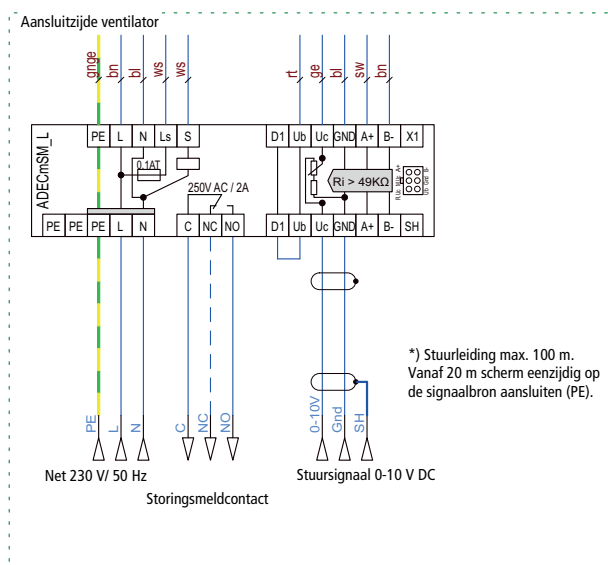 Aansluitzijde ventilator
gnge bn bl ws ws rt ge bl sw bn
PE L N Ls S D1 Ub Uc GND A+ B- X1
ADECmSM_L
0.1AT
250V AC / 2A
Ri > 49KΩ
A+ B-
Ub Gnd
PE PE PE L N C NC NO D1 Ub Uc GND A+ B- SH
*) Stuurleiding max. 100 m.
Vanaf 20 m scherm eenzijdig op
de signaalbron aansluiten (PE).
PE L N C NC NO 0-10V Gnd SH
Net 230 V/ 50 Hz
Stuursignaal 0-10 V DC
Storingsmeldcontact